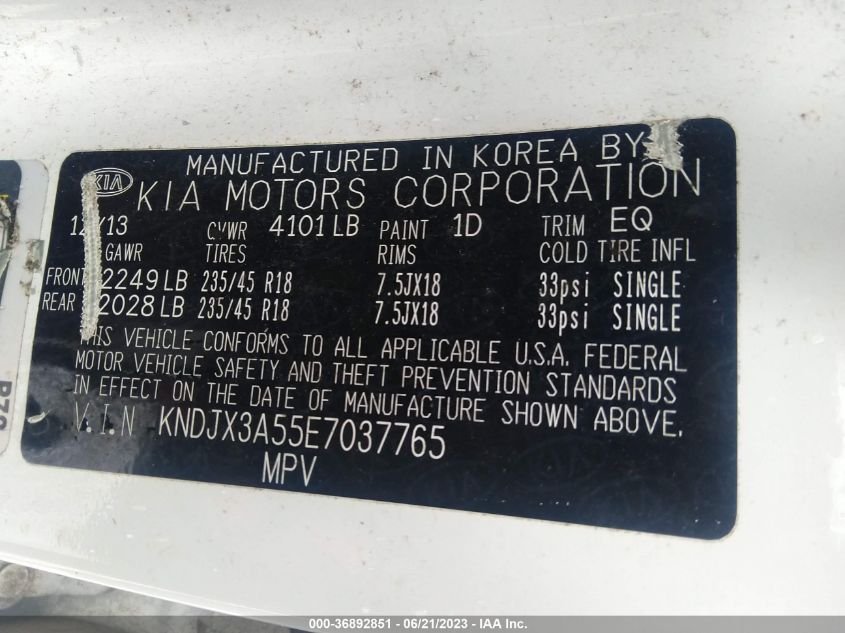 MANUFACTURED IN KOREA BY
KIA KIA MOTORS CORPORATION
12/13 GVWR 4101 LB PAINT 1D TRIM EQ
GAWR TIRES RIMS COLD TIRE INFL
FRONT 2249 LB 235/45 R18 7.5JX18 33psi SINGLE
REAR 2028 LB 235/45 R18 7.5JX18 33psi SINGLE
THIS VEHICLE CONFORMS TO ALL APPLICABLE U.S.A. FEDERAL
MOTOR VEHICLE SAFETY AND THEFT PREVENTION STANDARDS
IN EFFECT ON THE DATE OF MANUFACTURE SHOWN ABOVE.
V.I.N KNDJX3A55E7037765
MPV
000-36892851 - 06/21/2023 - IAA Inc.